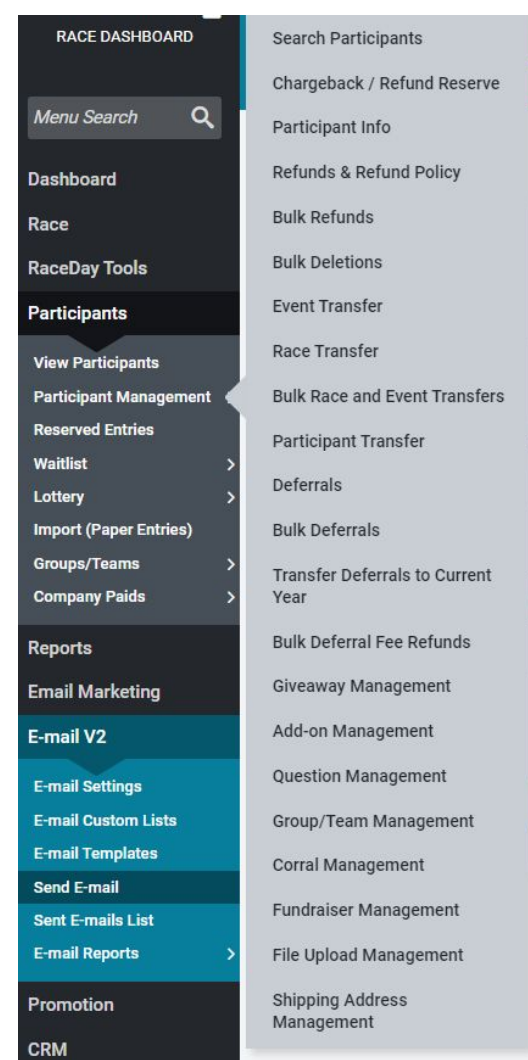 RACE DASHBOARD
Menu Search
Dashboard
Race
RaceDay Tools
Participants
View Participants
Participant Management
Reserved Entries
Waitlist
Lottery
Import (Paper Entries)
Groups/Teams
Company Paids
Reports
Email Marketing
E-mail V2
E-mail Settings
E-mail Custom Lists
E-mail Templates
Send E-mail
Sent E-mails List
E-mail Reports
Promotion
CRM
Search Participants
Chargeback / Refund Reserve
Participant Info
Refunds & Refund Policy
Bulk Refunds
Bulk Deletions
Event Transfer
Race Transfer
Bulk Race and Event Transfers
Participant Transfer
Deferrals
Bulk Deferrals
Transfer Deferrals to Current
Year
Bulk Deferral Fee Refunds
Giveaway Management
Add-on Management
Question Management
Group/Team Management
Corral Management
Fundraiser Management
File Upload Management
Shipping Address
Management